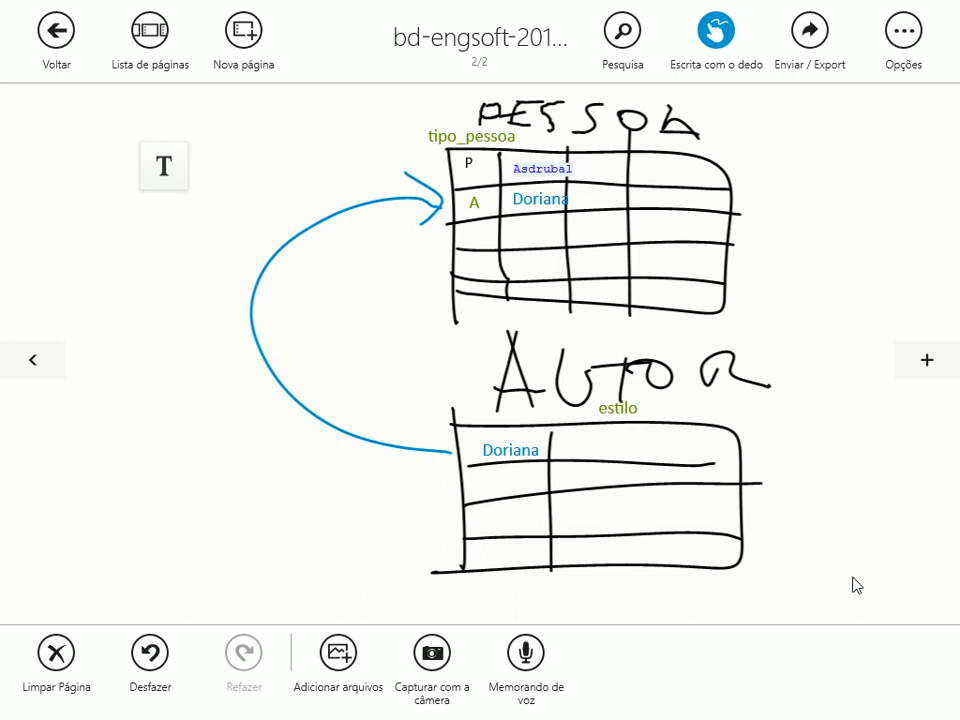 Voltar
Lista de páginas
Nova página
bd-engsoft-201...
2/2
Pesquisa
Escrita com o dedo
Enviar / Export
Opções
PESSOA
tipo_pessoa
T
P
Asdrubal
A
Doriana
<
+
AUTOR
estilo
Doriana
Limpar Página
Desfazer
Refazer
Adicionar arquivos
Capturar com a
câmera
Memorando de
voz